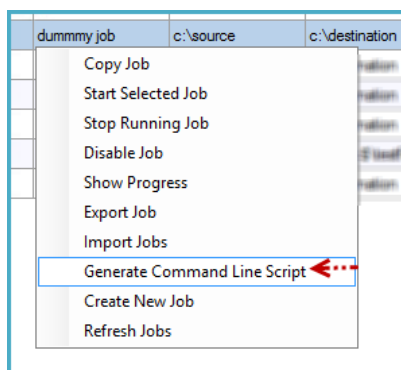 dummmy job c:\source c:\destination
Copy Job
Start Selected Job
Stop Running Job
Disable Job
Show Progress
Export Job
Import Jobs
Generate Command Line Script
Create New Job
Refresh Jobs